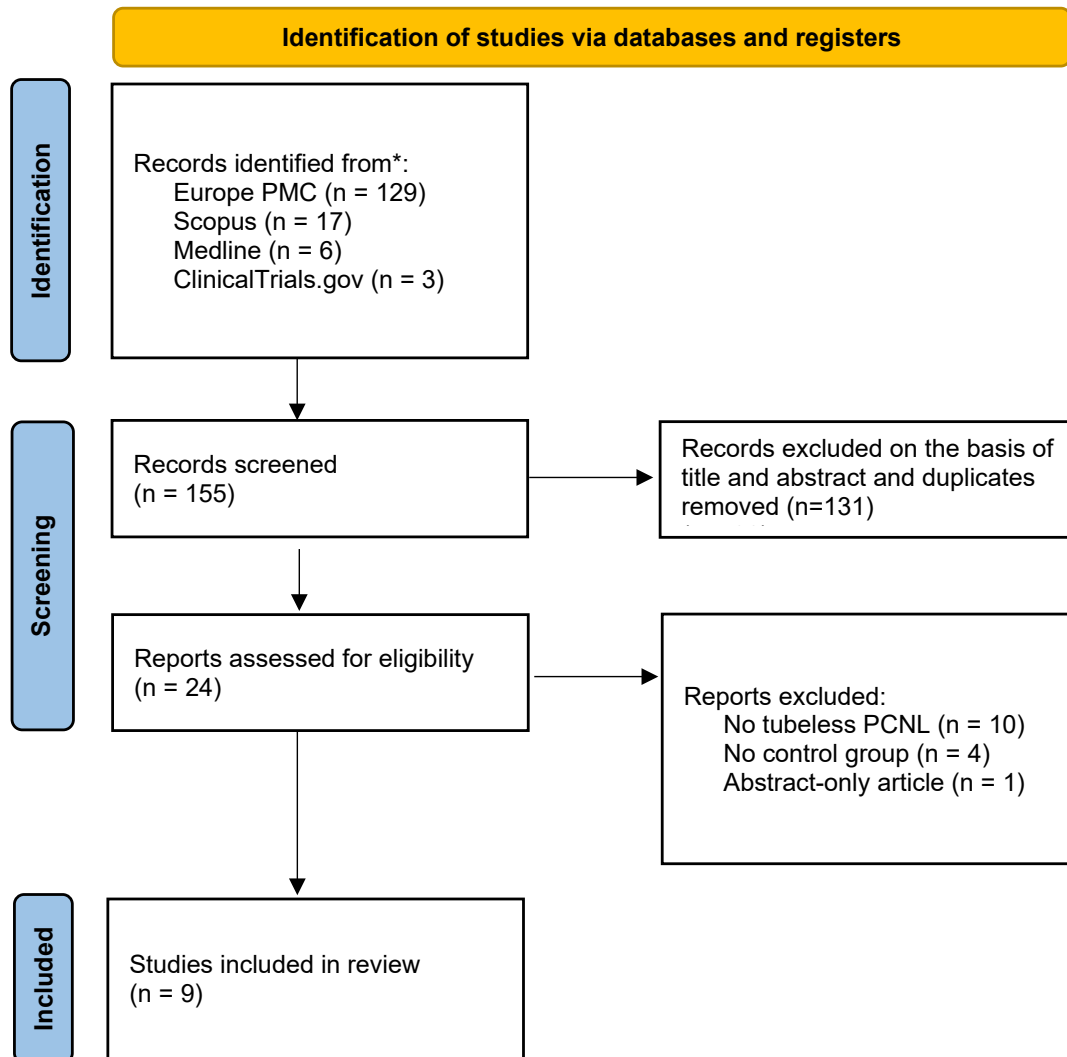 Identification of studies via databases and registers
Identification
Records identified from*:
Europe PMC (n = 129)
Scopus (n = 17)
Medline (n = 6)
ClinicalTrials.gov (n = 3)
Screening
Records screened
(n = 155)
Records excluded on the basis of
title and abstract and duplicates
removed (n=131)
Reports assessed for eligibility
(n = 24)
Reports excluded:
No tubeless PCNL (n = 10)
No control group (n = 4)
Abstract-only article (n = 1)
Included
Studies included in review
(n = 9)